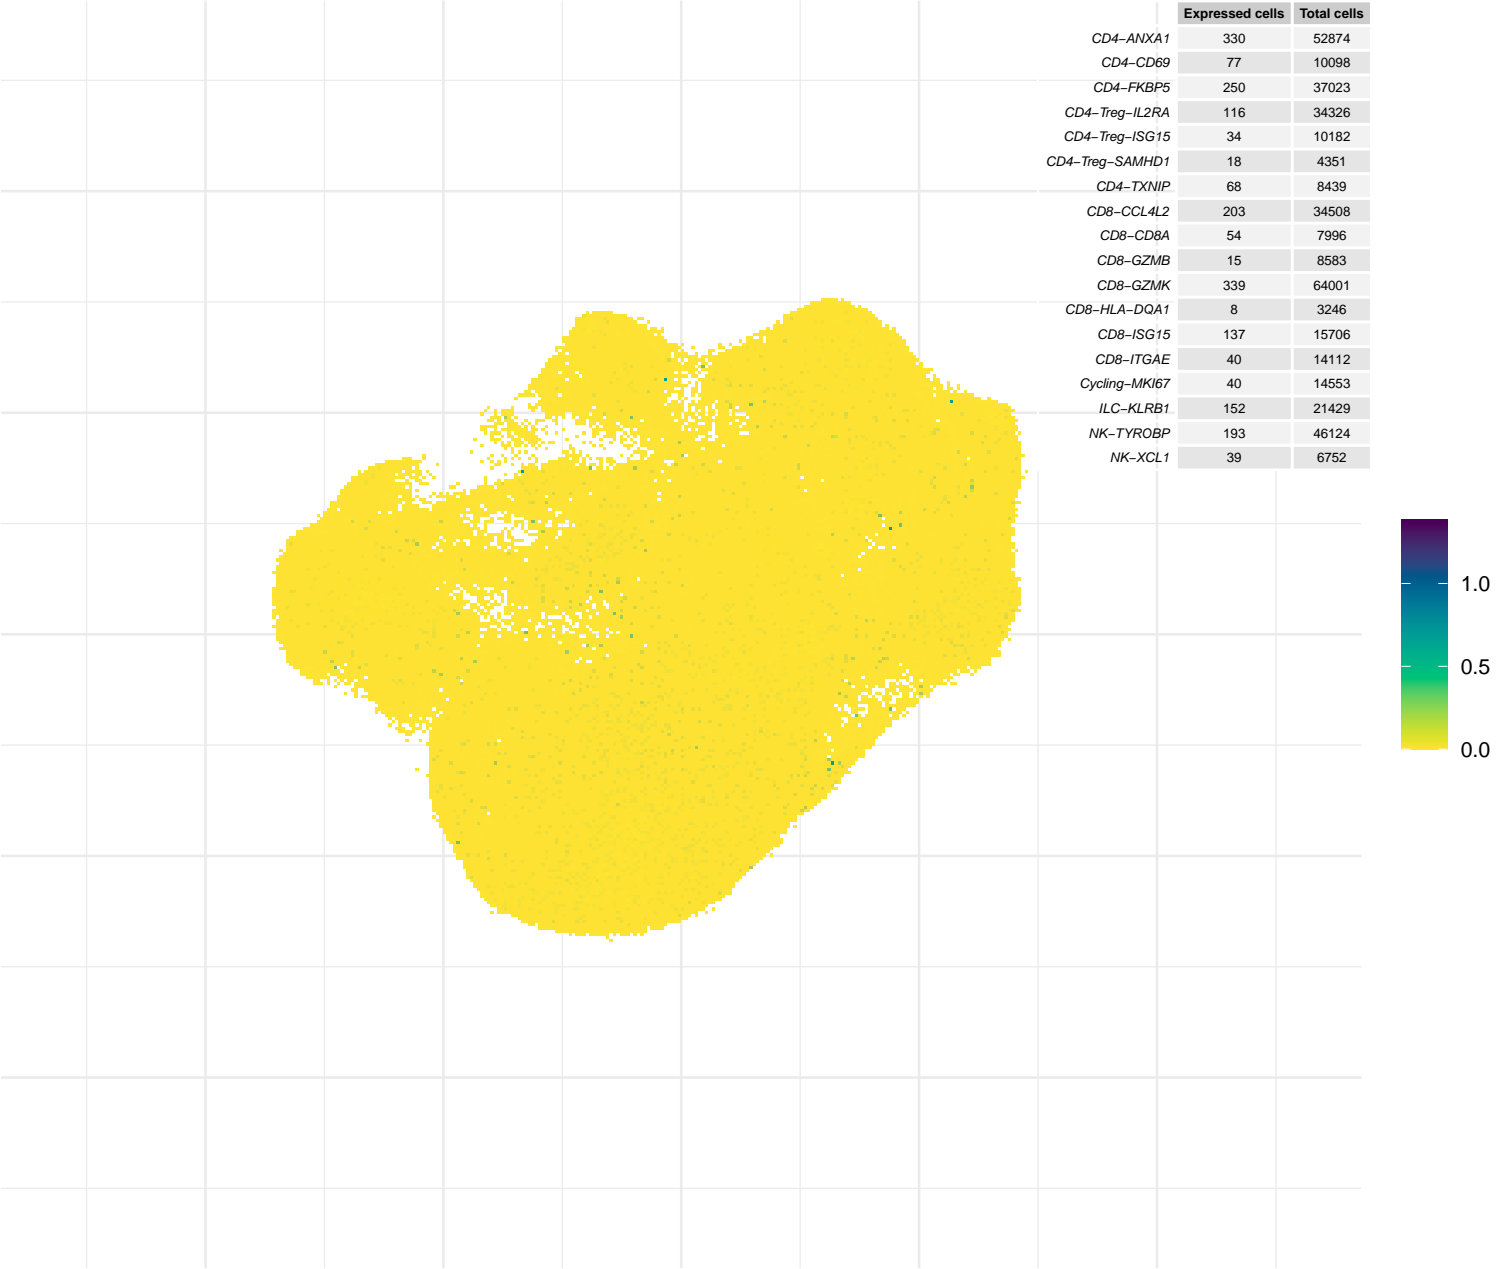 Expressed cells Total cells
CD4−ANXA1 330 52874
CD4−CD69 77 10098
CD4−FKBP5 250 37023
CD4−Treg−IL2RA 116 34326
CD4−Treg−ISG15 34 10182
CD4−Treg−SAMHD1 18 4351
CD4−TXNIP 68 8439
CD8−CCL4L2 203 34508
CD8−CD8A 54 7996
CD8−GZMB 15 8583
CD8−GZMK 339 64001
CD8−HLA−DQA1 8 3246
CD8−ISG15 137 15706
CD8−ITGAE 40 14112
Cycling−MKI67 40 14553
ILC−KLRB1 152 21429
NK−TYROBP 193 46124
NK−XCL1 39 6752
1.0
0.5
0.0